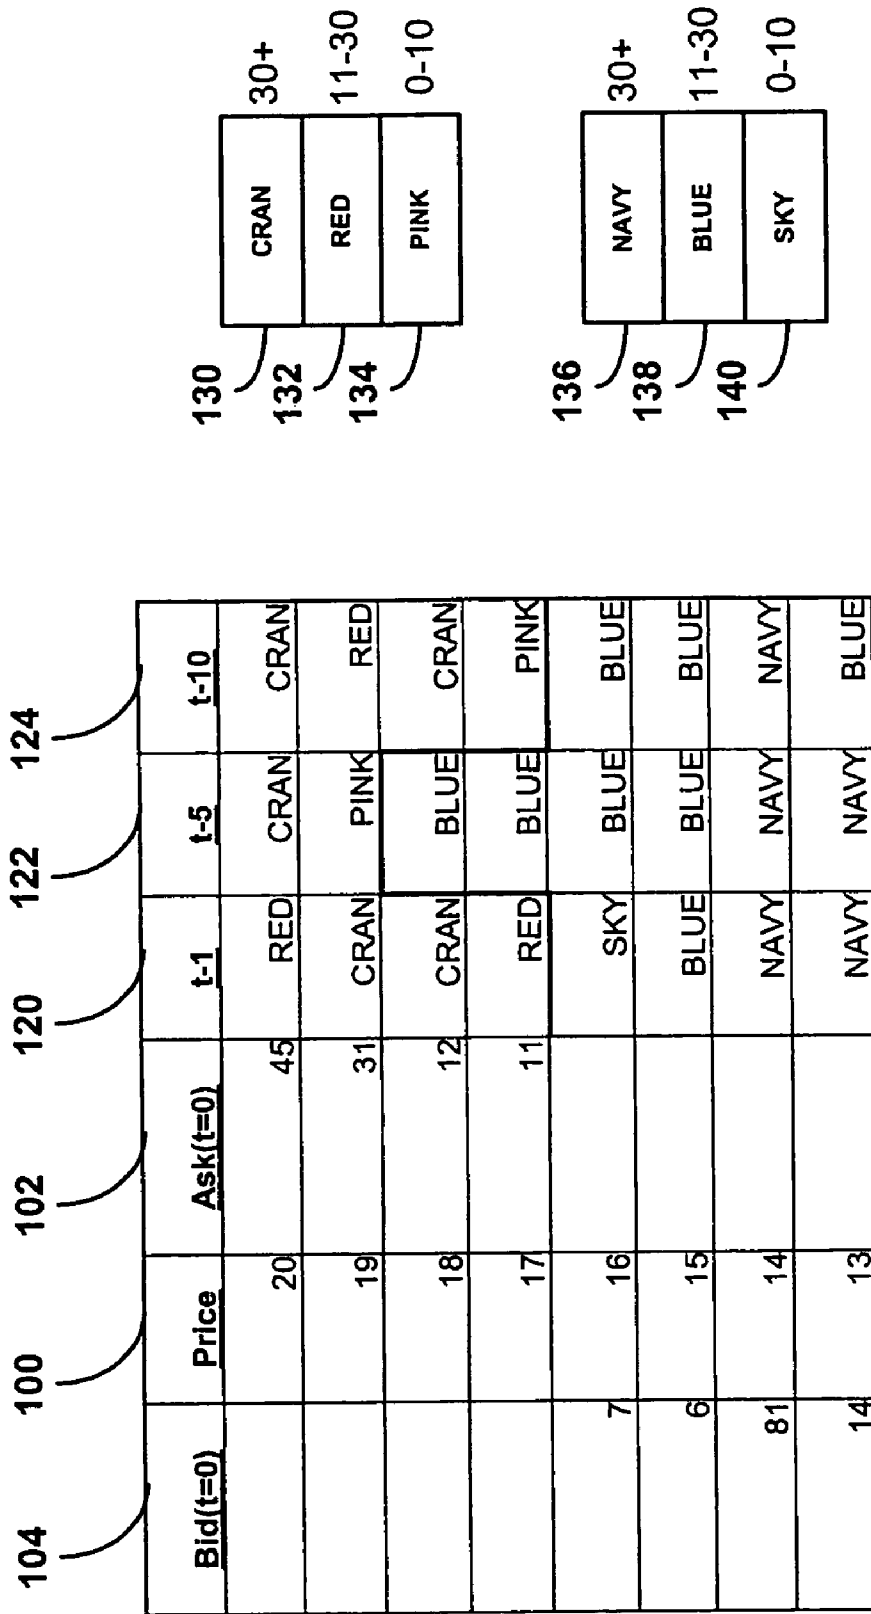 104 100 102 120 122 124
Bid(t=0) Price Ask(t=0) t-1 t-5 t-10
20 45 RED CRAN CRAN
19 31 CRAN PINK RED
18 12 CRAN BLUE CRAN
17 11 RED BLUE PINK
7 16 SKY BLUE BLUE
6 15 BLUE BLUE BLUE
81 14 NAVY NAVY NAVY
14 13 NAVY NAVY BLUE
130 CRAN 30+
132 RED 11-30
134 PINK 0-10
136 NAVY 30+
138 BLUE 11-30
140 SKY 0-10